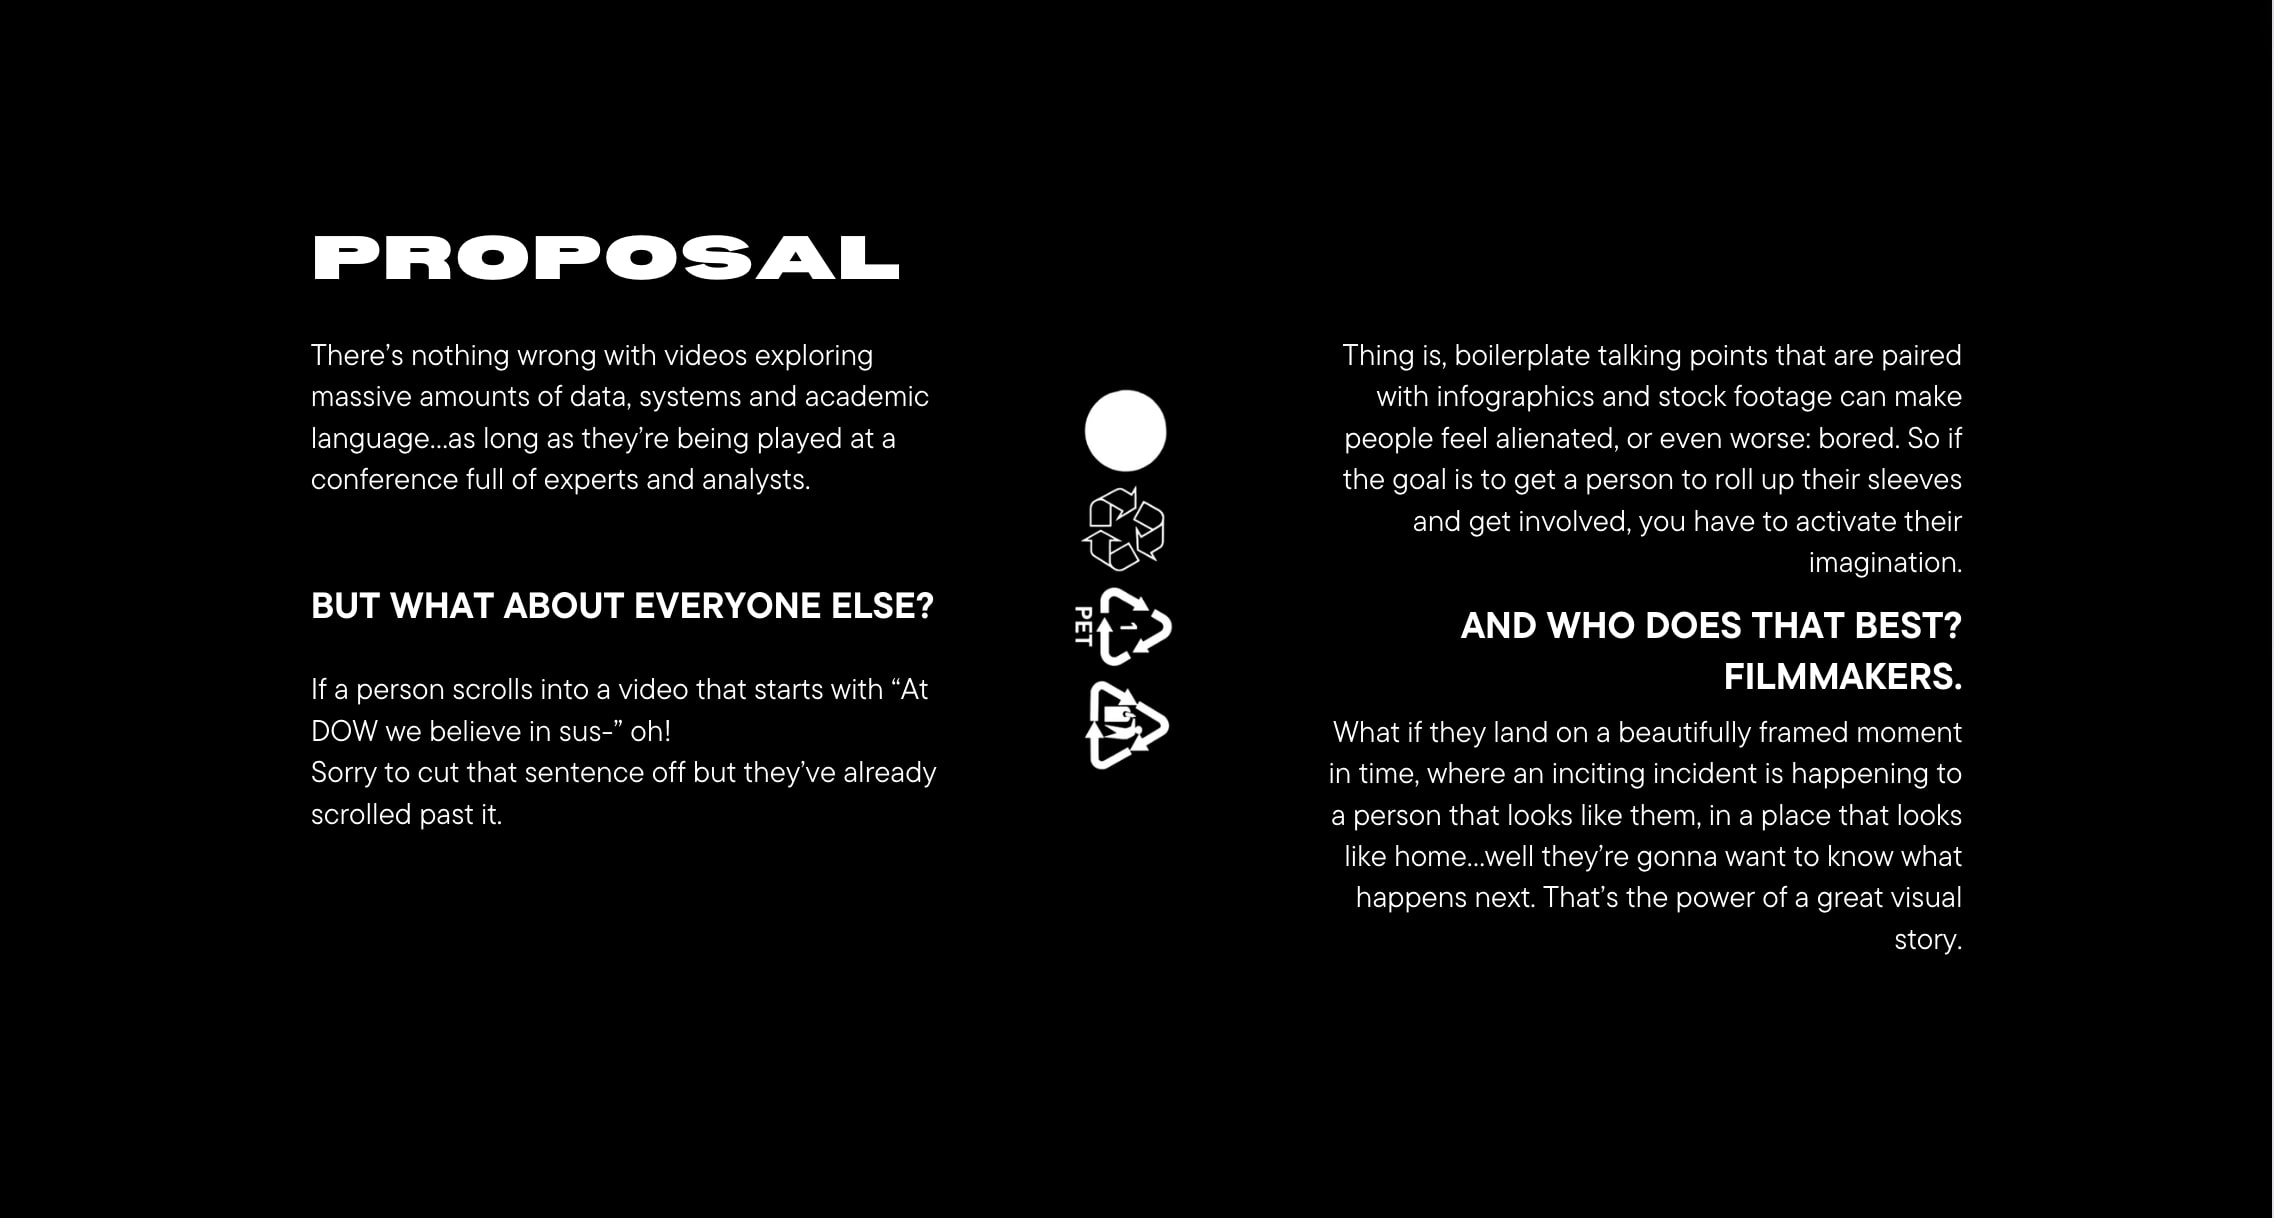 PROPOSAL
There’s nothing wrong with videos exploring
massive amounts of data, systems and academic
language...as long as they’re being played at a
conference full of experts and analysts.
BUT WHAT ABOUT EVERYONE ELSE?
If a person scrolls into a video that starts with “At
DOW we believe in sus-” oh!
Sorry to cut that sentence off but they’ve already
scrolled past it.
1
PET
Thing is, boilerplate talking points that are paired
with infographics and stock footage can make
people feel alienated, or even worse: bored. So if
the goal is to get a person to roll up their sleeves
and get involved, you have to activate their
imagination.
AND WHO DOES THAT BEST?
FILMMAKERS.
What if they land on a beautifully framed moment
in time, where an inciting incident is happening to
a person that looks like them, in a place that looks
like home...well they’re gonna want to know what
happens next. That’s the power of a great visual
story.